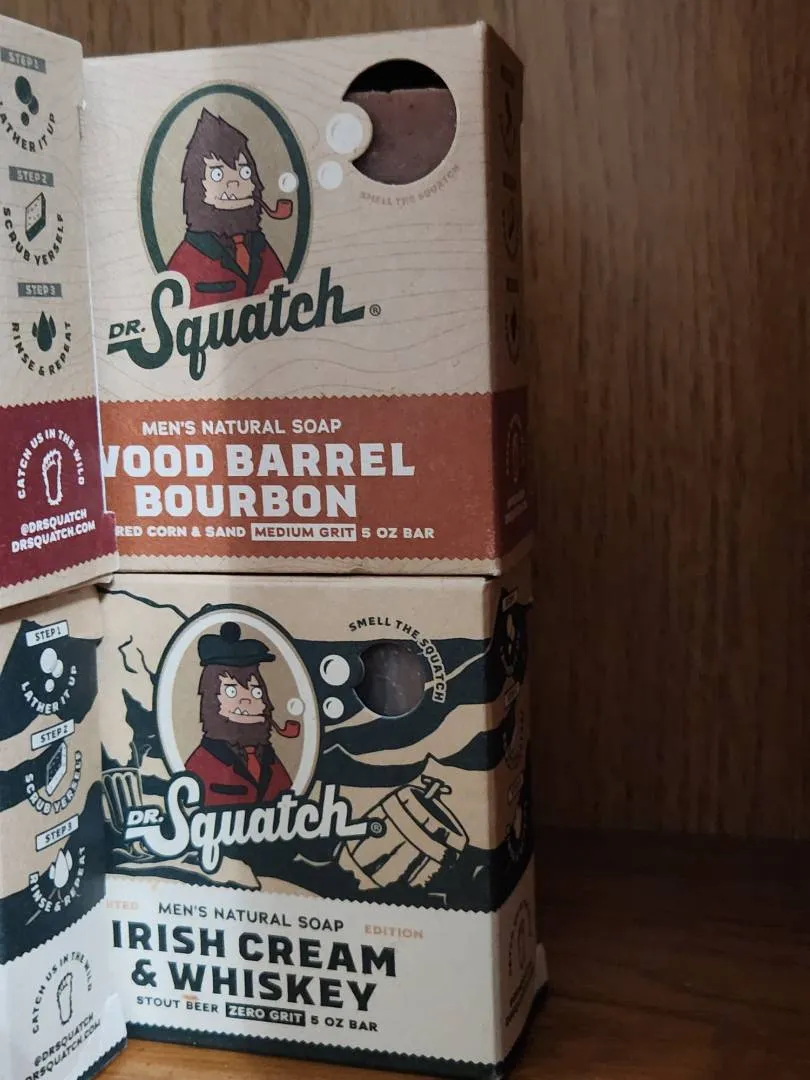 STEP 1
LATHER IT UP
STEP 2
SCRUB YERSELF
STEP 3
RINSE & REPEAT
CATCH US IN THE WILD
@DRSQUATCH
DRSQUATCH.COM
SMELL THE SQUATCH
DR. Squatch®
MEN'S NATURAL SOAP
WOOD BARREL
BOURBON
RED CORN & SAND MEDIUM GRIT 5 OZ BAR
STEP 1
LATHER IT UP
STEP 2
SCRUB YERSELF
STEP 3
RINSE & REPEAT
CATCH US IN THE WILD
@DRSQUATCH
DRSQUATCH.COM
SMELL THE SQUATCH
DR. Squatch®
MEN'S NATURAL SOAP
EDITION
IRISH CREAM
& WHISKEY
STOUT BEER ZERO GRIT 5 OZ BAR